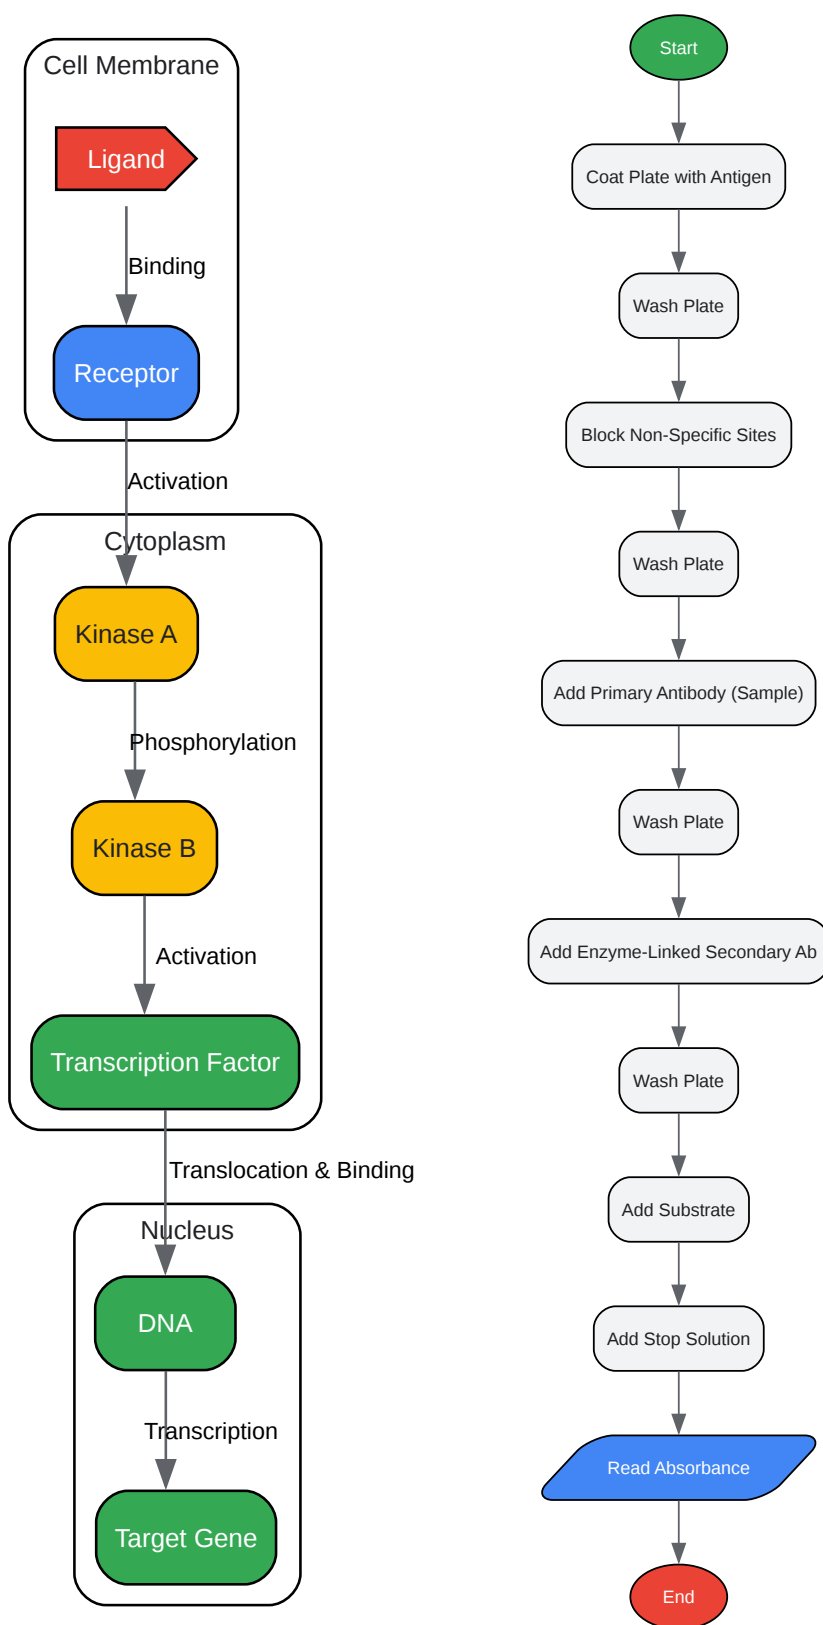 Cell Membrane
Ligand
Binding
Receptor
Activation
Cytoplasm
Kinase A
Phosphorylation
Kinase B
Activation
Transcription Factor
Translocation & Binding
Nucleus
DNA
Transcription
Target Gene
Start
Coat Plate with Antigen
Wash Plate
Block Non-Specific Sites
Wash Plate
Add Primary Antibody (Sample)
Wash Plate
Add Enzyme-Linked Secondary Ab
Wash Plate
Add Substrate
Add Stop Solution
Read Absorbance
End